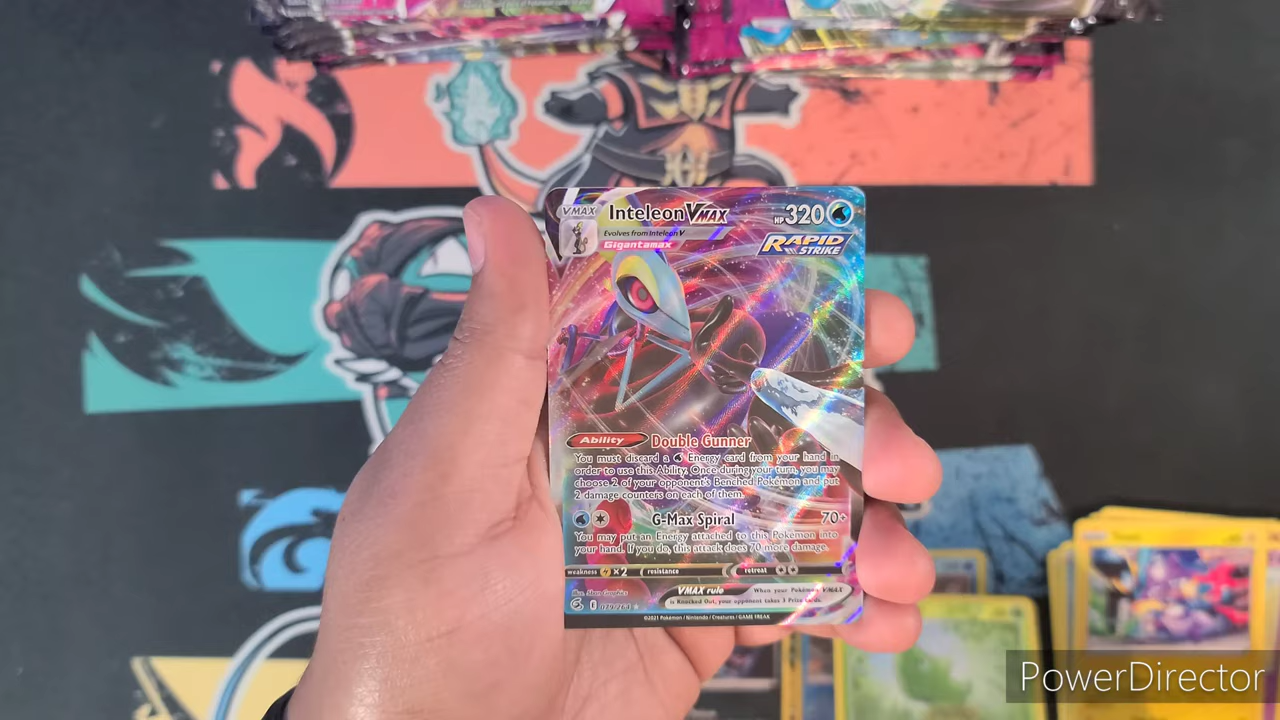 VMAX
Inteleon VMAX
HP 320
Evolves from Inteleon V
Gigantamax
RAPID
STRIKE
Ability Double Gunner
You must discard a Energy card from your hand in
order to use this Ability. Once during your turn, you may
choose 2 of your opponent's Benched Pokémon and put
2 damage counters on each of them.
G-Max Spiral 70+
You may put an Energy attached to this Pokémon into
your hand. If you do, this attack does 70 more damage.
weakness ×2 resistance retreat
VMAX rule When your Pokémon VMAX
is Knocked Out, your opponent takes 3 Prize cards.
Illus. 5ban Graphics
079/264
©2021 Pokémon / Nintendo / Creatures / GAME FREAK
PowerDirector